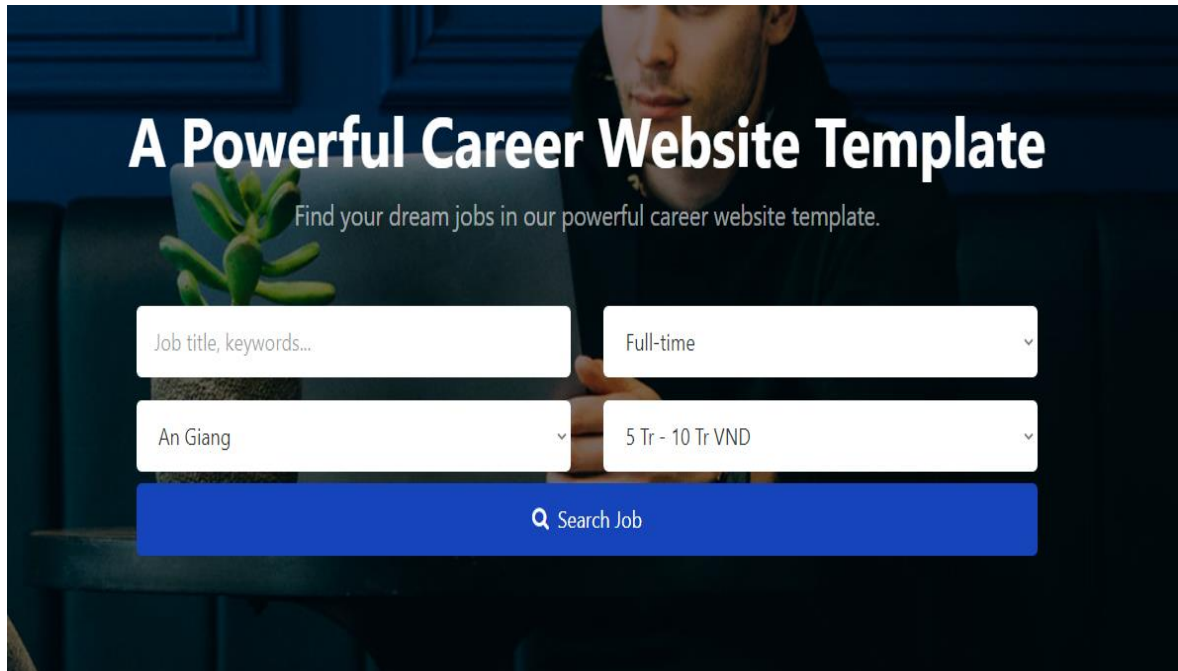 A Powerful Career Website Template
Find your dream jobs in our powerful career website template.
Job title, keywords...
Full-time
An Giang
5 Tr - 10 Tr VND
Search Job